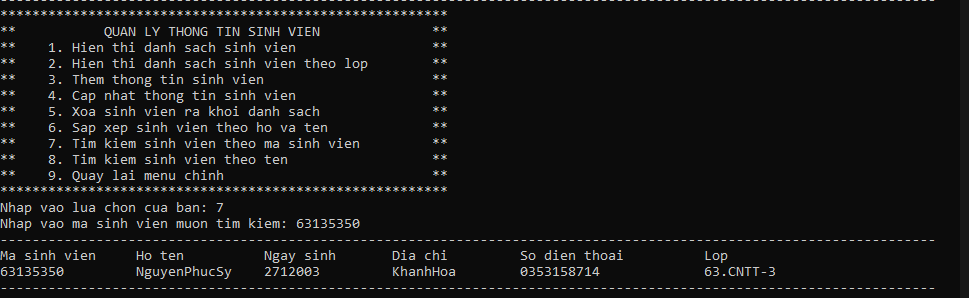 --------------------------------------------------------------------------------------------------------------------
********************************************************
**           QUAN LY THONG TIN SINH VIEN              **
**    1. Hien thi danh sach sinh vien                 **
**    2. Hien thi danh sach sinh vien theo lop        **
**    3. Them thong tin sinh vien                     **
**    4. Cap nhat thong tin sinh vien                 **
**    5. Xoa sinh vien ra khoi danh sach              **
**    6. Sap xep sinh vien theo ho va ten             **
**    7. Tim kiem sinh vien theo ma sinh vien         **
**    8. Tim kiem sinh vien theo ten                  **
**    9. Quay lai menu chinh                          **
********************************************************
Nhap vao lua chon cua ban: 7
Nhap vao ma sinh vien muon tim kiem: 63135350
---------------------------------------------------------------------------------------------------------------------
Ma sinh vien     Ho ten          Ngay sinh       Dia chi         So dien thoai          Lop
63135350         NguyenPhucSy    2712003         KhanhHoa        0353158714             63.CNTT-3
---------------------------------------------------------------------------------------------------------------------